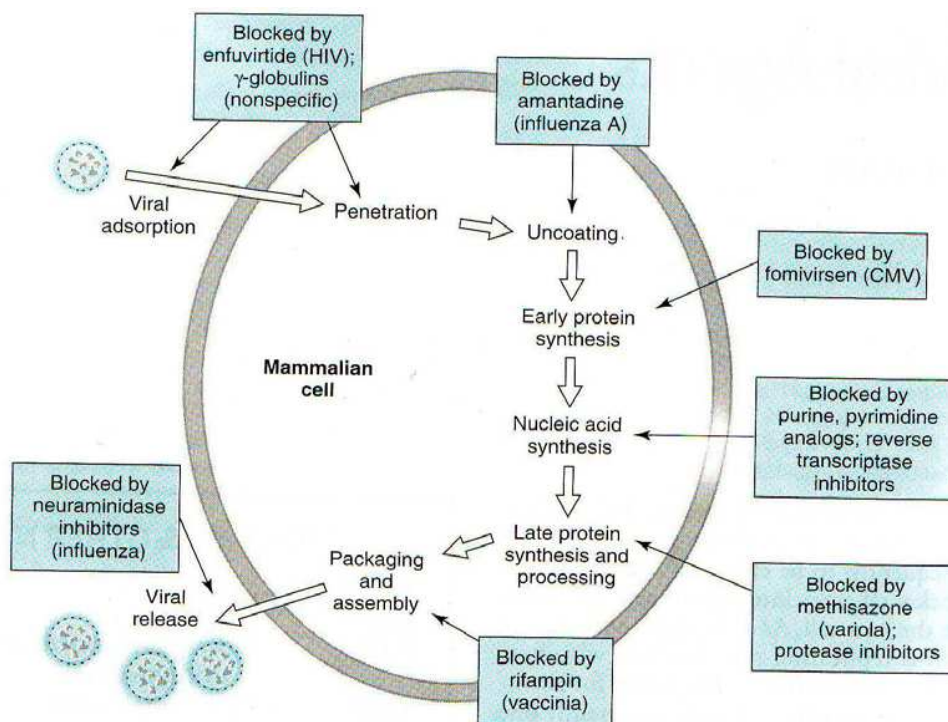 Blocked by
enfuvirtide (HIV);
γ-globulins
(nonspecific)
Blocked by
amantadine
(influenza A)
Viral
adsorption
Penetration
Uncoating.
Blocked by
fomivirsen (CMV)
Early protein
synthesis
Mammalian
cell
Nucleic acid
synthesis
Blocked by
purine, pyrimidine
analogs; reverse
transcriptase
inhibitors
Blocked by
neuraminidase
inhibitors
(influenza)
Late protein
synthesis and
processing
Packaging
and
assembly
Viral
release
Blocked by
methisazone
(variola);
protease inhibitors
Blocked by
rifampin
(vaccinia)